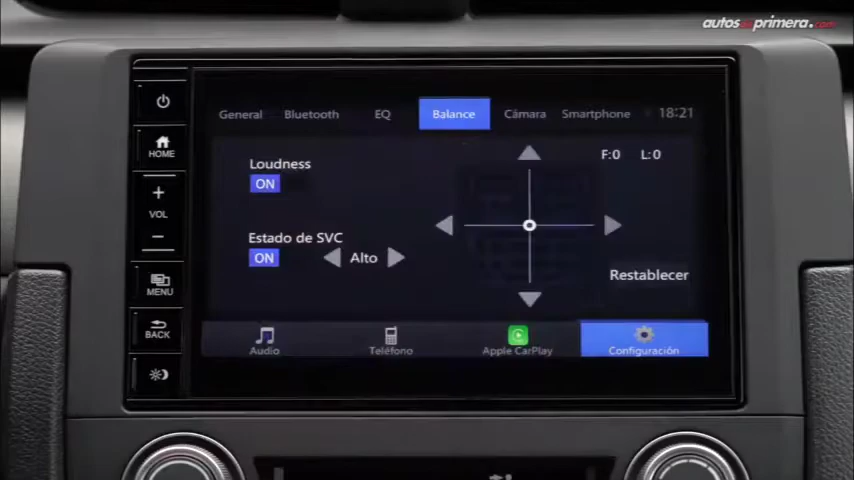 autosdeprimera.com
General Bluetooth EQ Balance Cámara Smartphone 18:21
HOME
Loudness
ON
F:0 L:0
+
VOL
-
Estado de SVC
ON Alto
Restablecer
MENU
BACK
Audio Teléfono Apple CarPlay Configuración